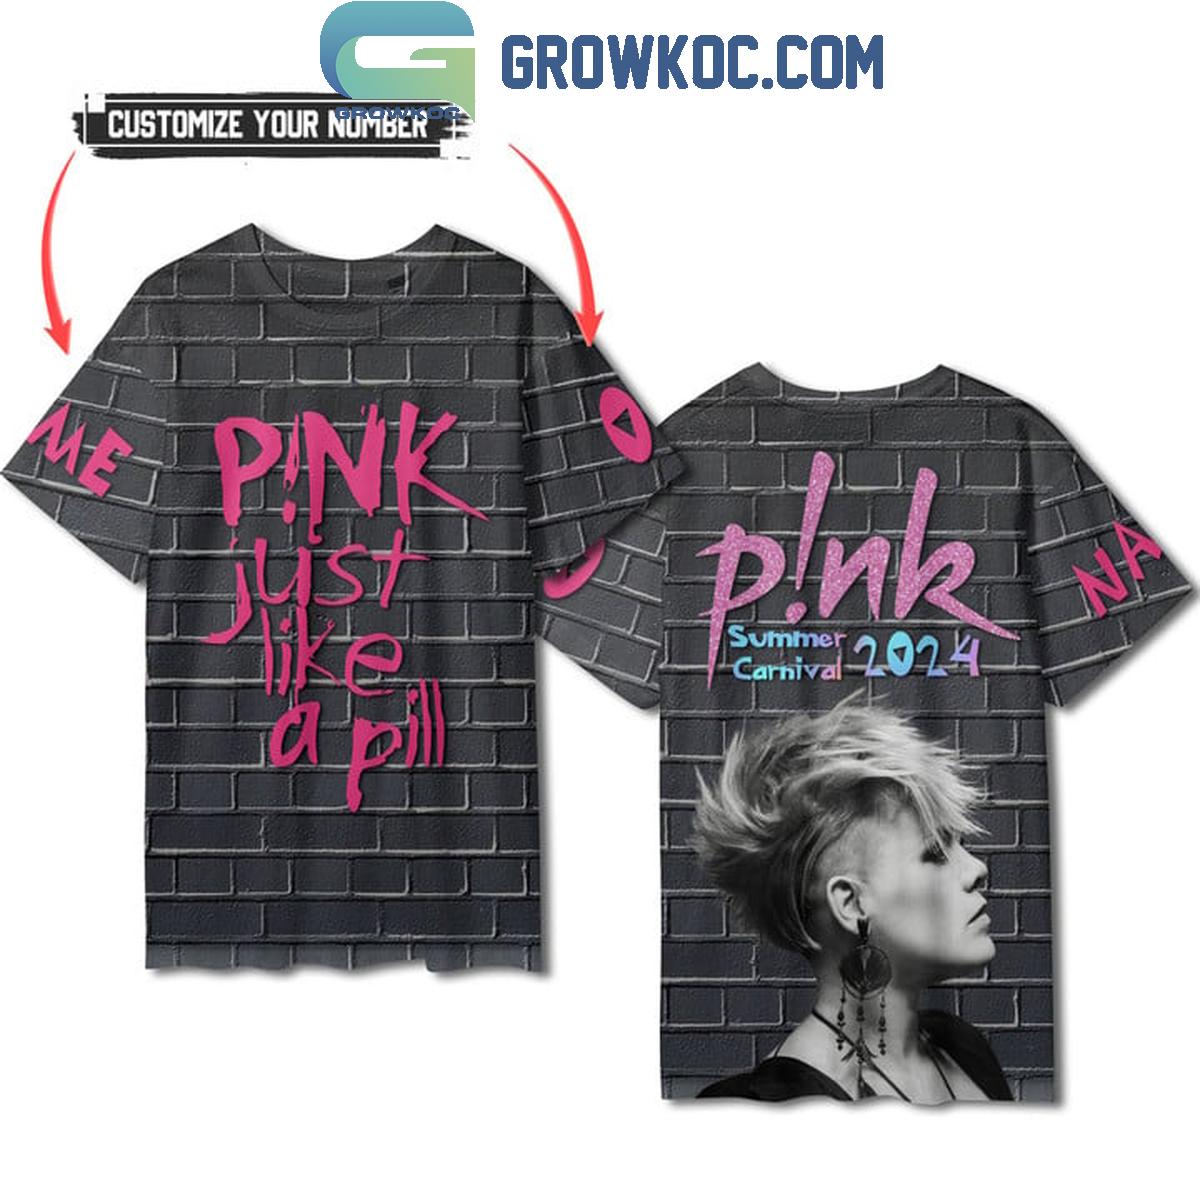 GROWKOC.COM
GROWKOC
CUSTOMIZE YOUR NUMBER
ME
P!NK
just
like
a pill
p!nk
Summer
Carnival 2024
NA